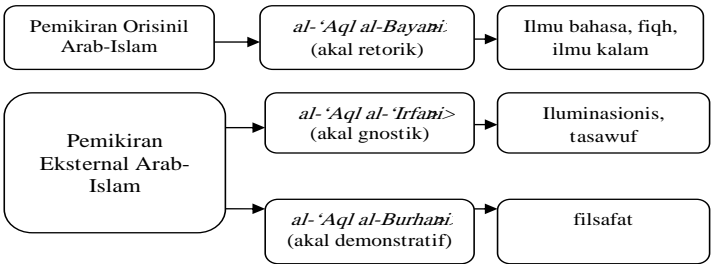 Pemikiran Orisinil
Arab-Islam
al-‘Aql al-Bayani>
(akal retorik)
Ilmu bahasa, fiqh,
ilmu kalam
Pemikiran
Eksternal Arab-
Islam
al-‘Aql al-‘Irfani>
(akal gnostik)
Iluminasionis,
tasawuf
al-‘Aql al-Burhani
(akal demonstratif)
filsafat